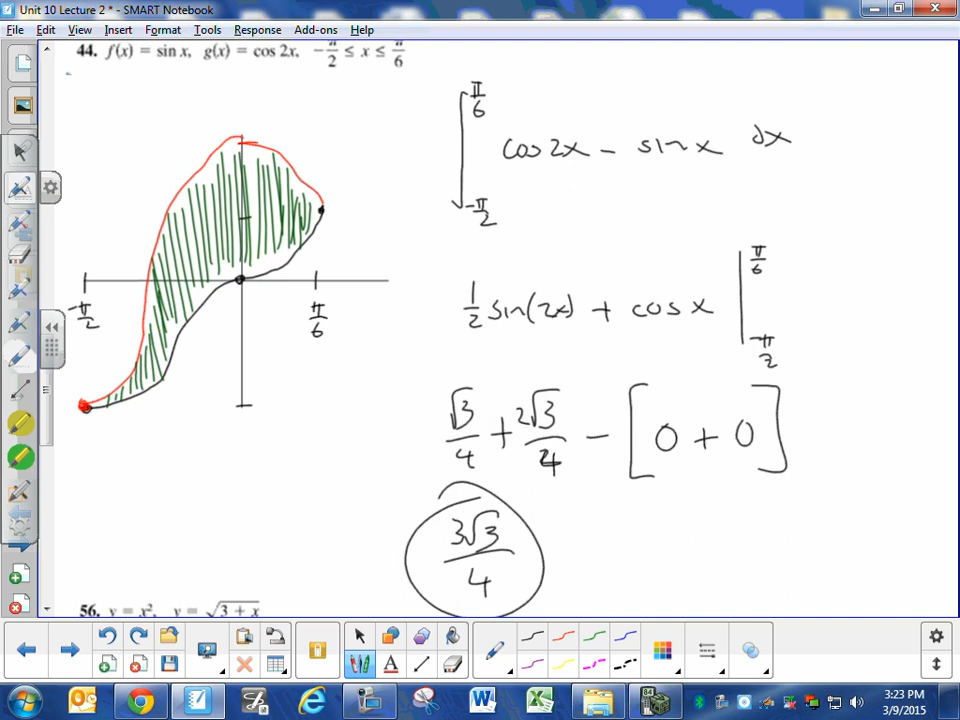 Unit 10 Lecture 2 * - SMART Notebook
File Edit View Insert Format Tools Response Add-ons Help
44. f(x) = sin x, g(x) = cos 2x, -π/2 ≤ x ≤ π/6
-π/2
π/6
∫ π/6 -π/2 cos 2x - sin x dx
1/2 sin(2x) + cos x | π/6 -π/2
√3/4 + 2√3/4 - [0 + 0]
3√3/4
56. y = x², y = √3 + x
A
W
X
84
3:23 PM
3/9/2015